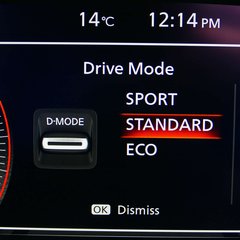 14°C 12:14 PM
Drive Mode
SPORT
D-MODE
STANDARD
ECO
OK Dismiss